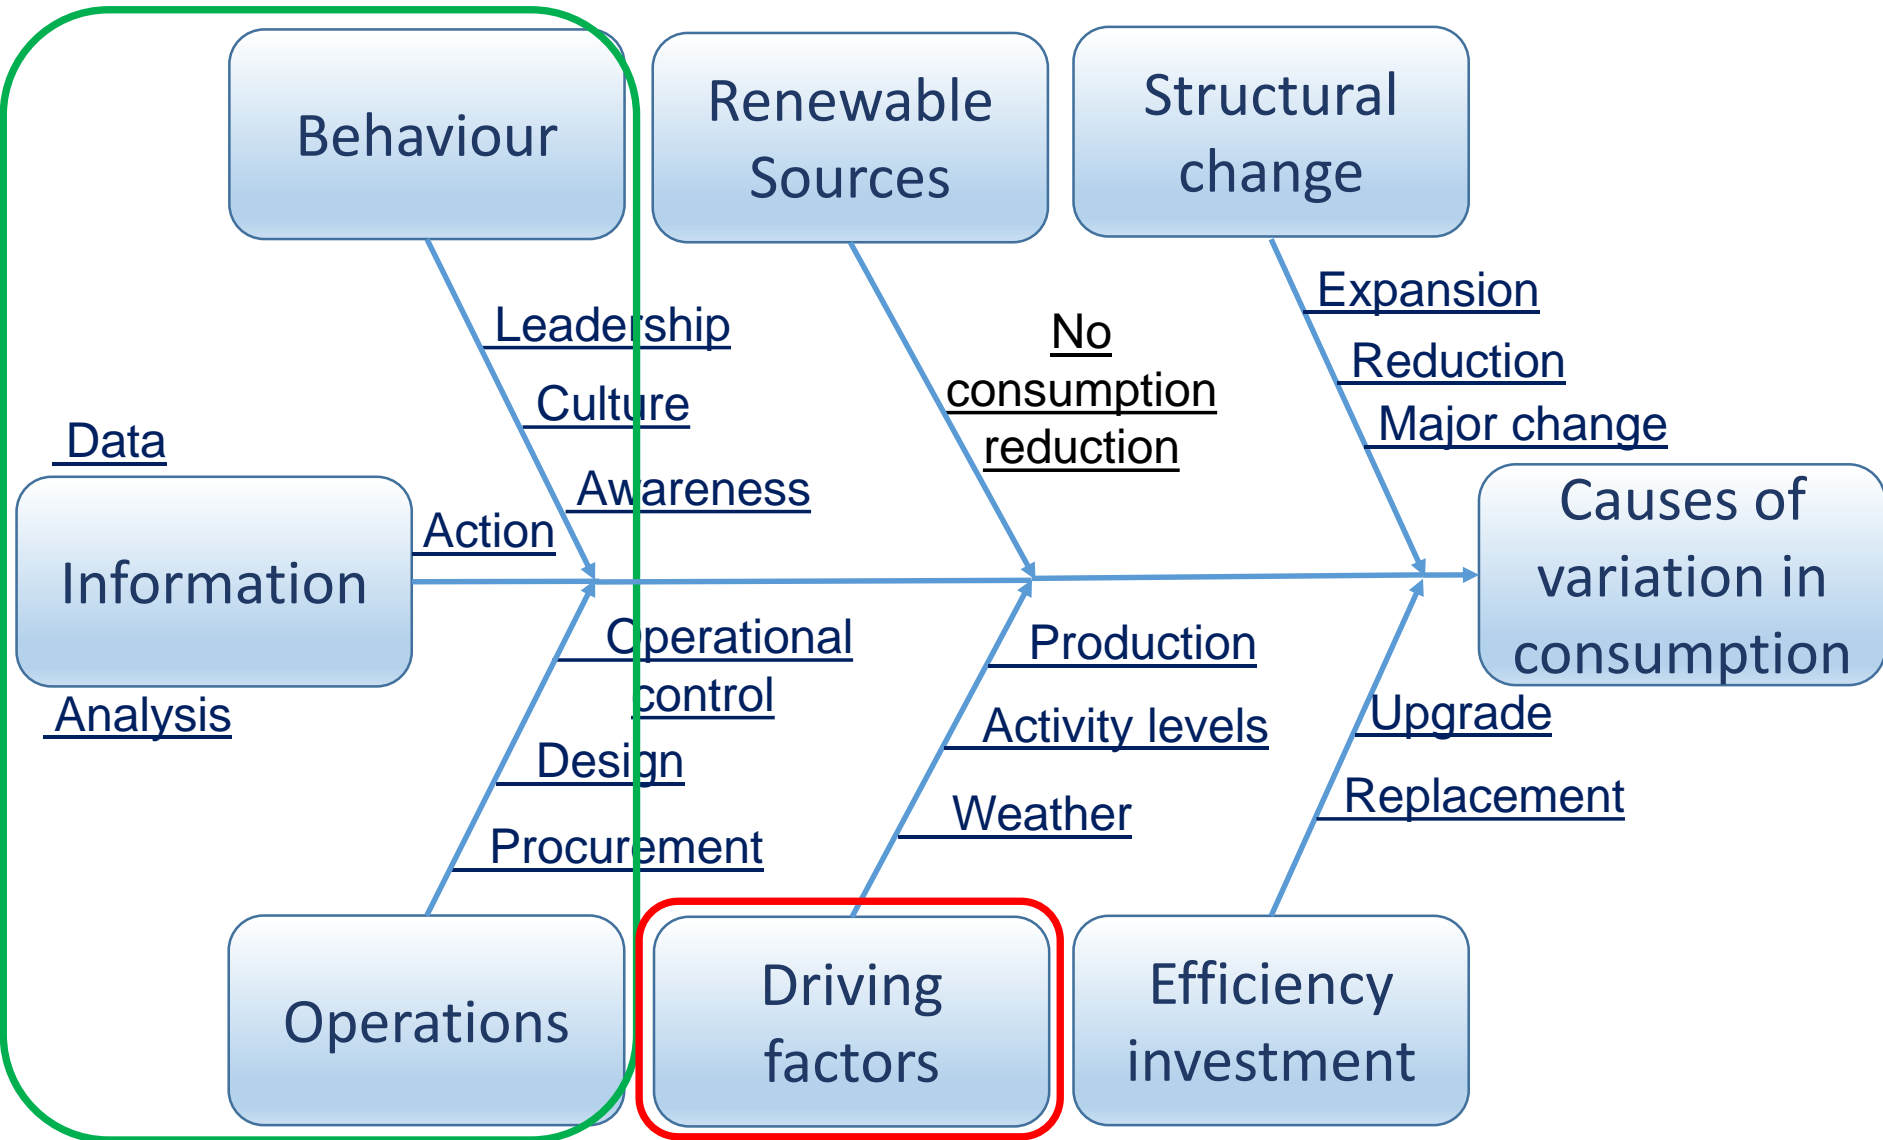 Behaviour
Renewable
Sources
Structural
change
Leadership
Culture
Awareness
No
consumption
reduction
Expansion
Reduction
Major change
Data
Information
Analysis
Action
Causes of
variation in
consumption
Operational
control
Design
Procurement
Production
Activity levels
Weather
Upgrade
Replacement
Operations
Driving
factors
Efficiency
investment